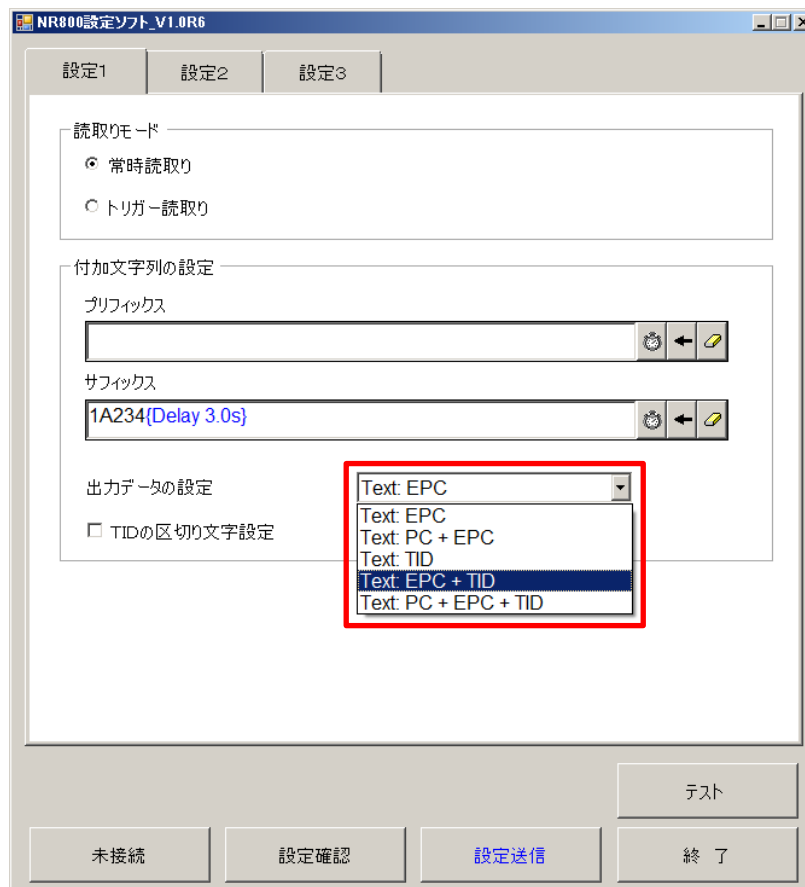 NR800設定ソフト_V1.0R6
設定1
設定2
設定3
読取りモード
常時読取り
トリガー読取り
付加文字列の設定
プリフィックス
サフィックス
1A234{Delay 3.0s}
出力データの設定
Text: EPC
TIDの区切り文字設定
Text: EPC
Text: PC + EPC
Text: TID
Text: EPC + TID
Text: PC + EPC + TID
テスト
未接続
設定確認
設定送信
終 了